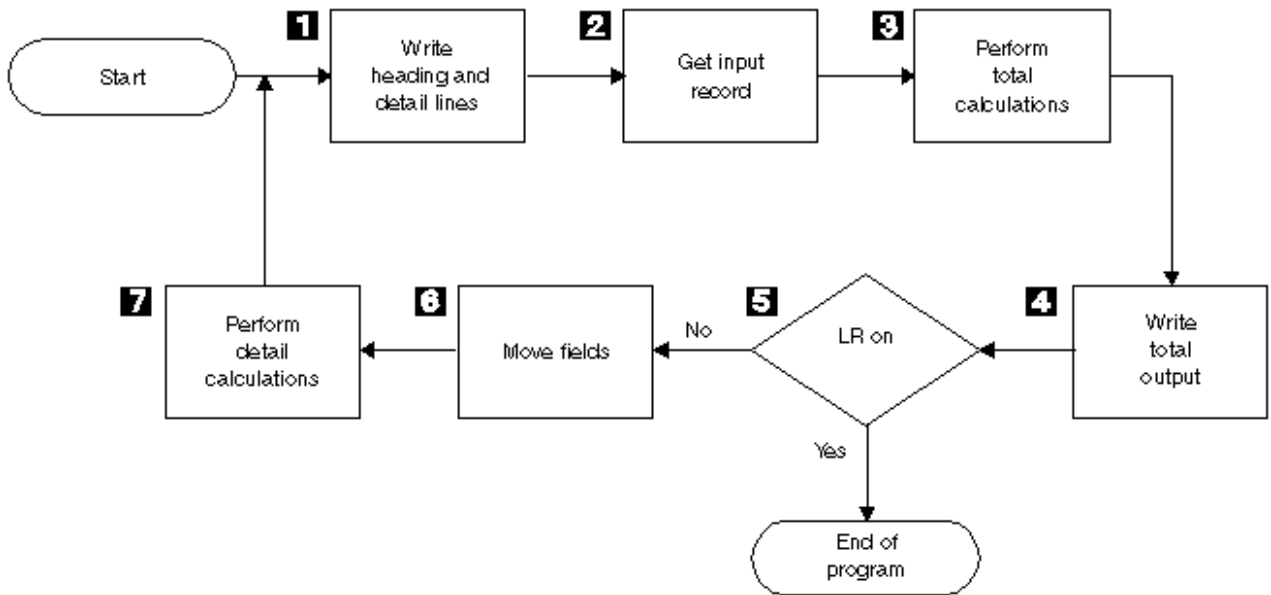 Start
1
Write
heading and
detail lines
2
Get input
record
3
Perform
total
calculations
4
Write
total
output
5
LR on
No
Yes
6
Move fields
7
Perform
detail
calculations
End of
program